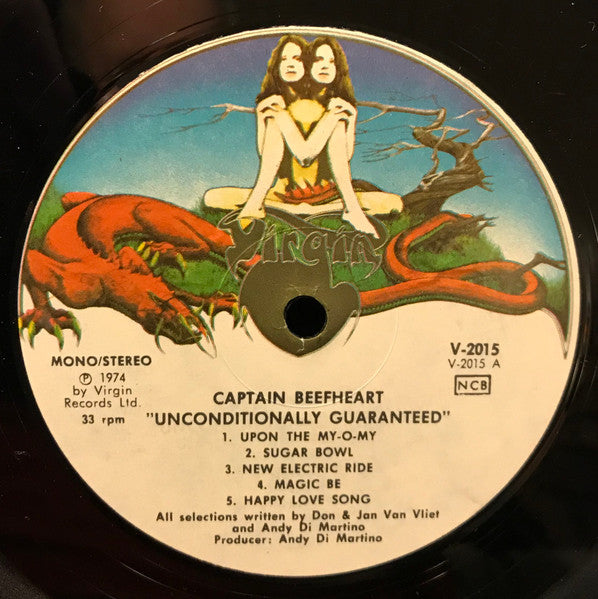 Virgin
MONO/STEREO
Ⓟ 1974
by Virgin
Records Ltd.
33 rpm
V-2015
V-2015 A
NCB
CAPTAIN BEEFHEART
"UNCONDITIONALLY GUARANTEED"
1. UPON THE MY-O-MY
2. SUGAR BOWL
3. NEW ELECTRIC RIDE
4. MAGIC BE
5. HAPPY LOVE SONG
All selections written by Don & Jan Van Vliet
and Andy Di Martino
Producer: Andy Di Martino